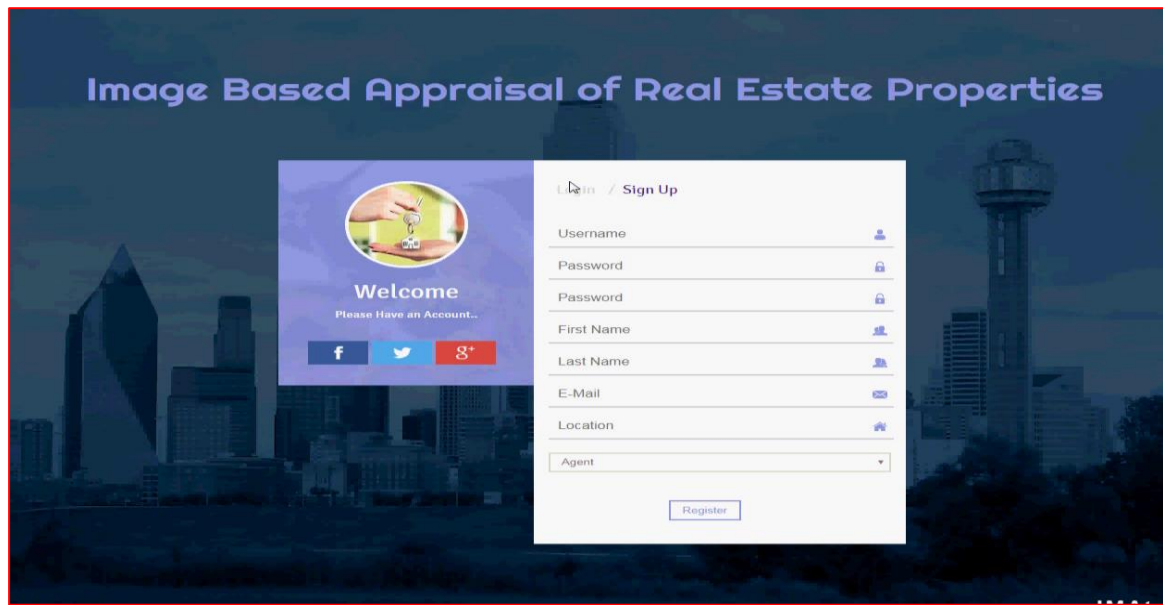 Image Based Appraisal of Real Estate Properties
Login / Sign Up
Welcome
Please Have an Account..
f g+
Username
Password
Password
First Name
Last Name
E-Mail
Location
Agent
Register